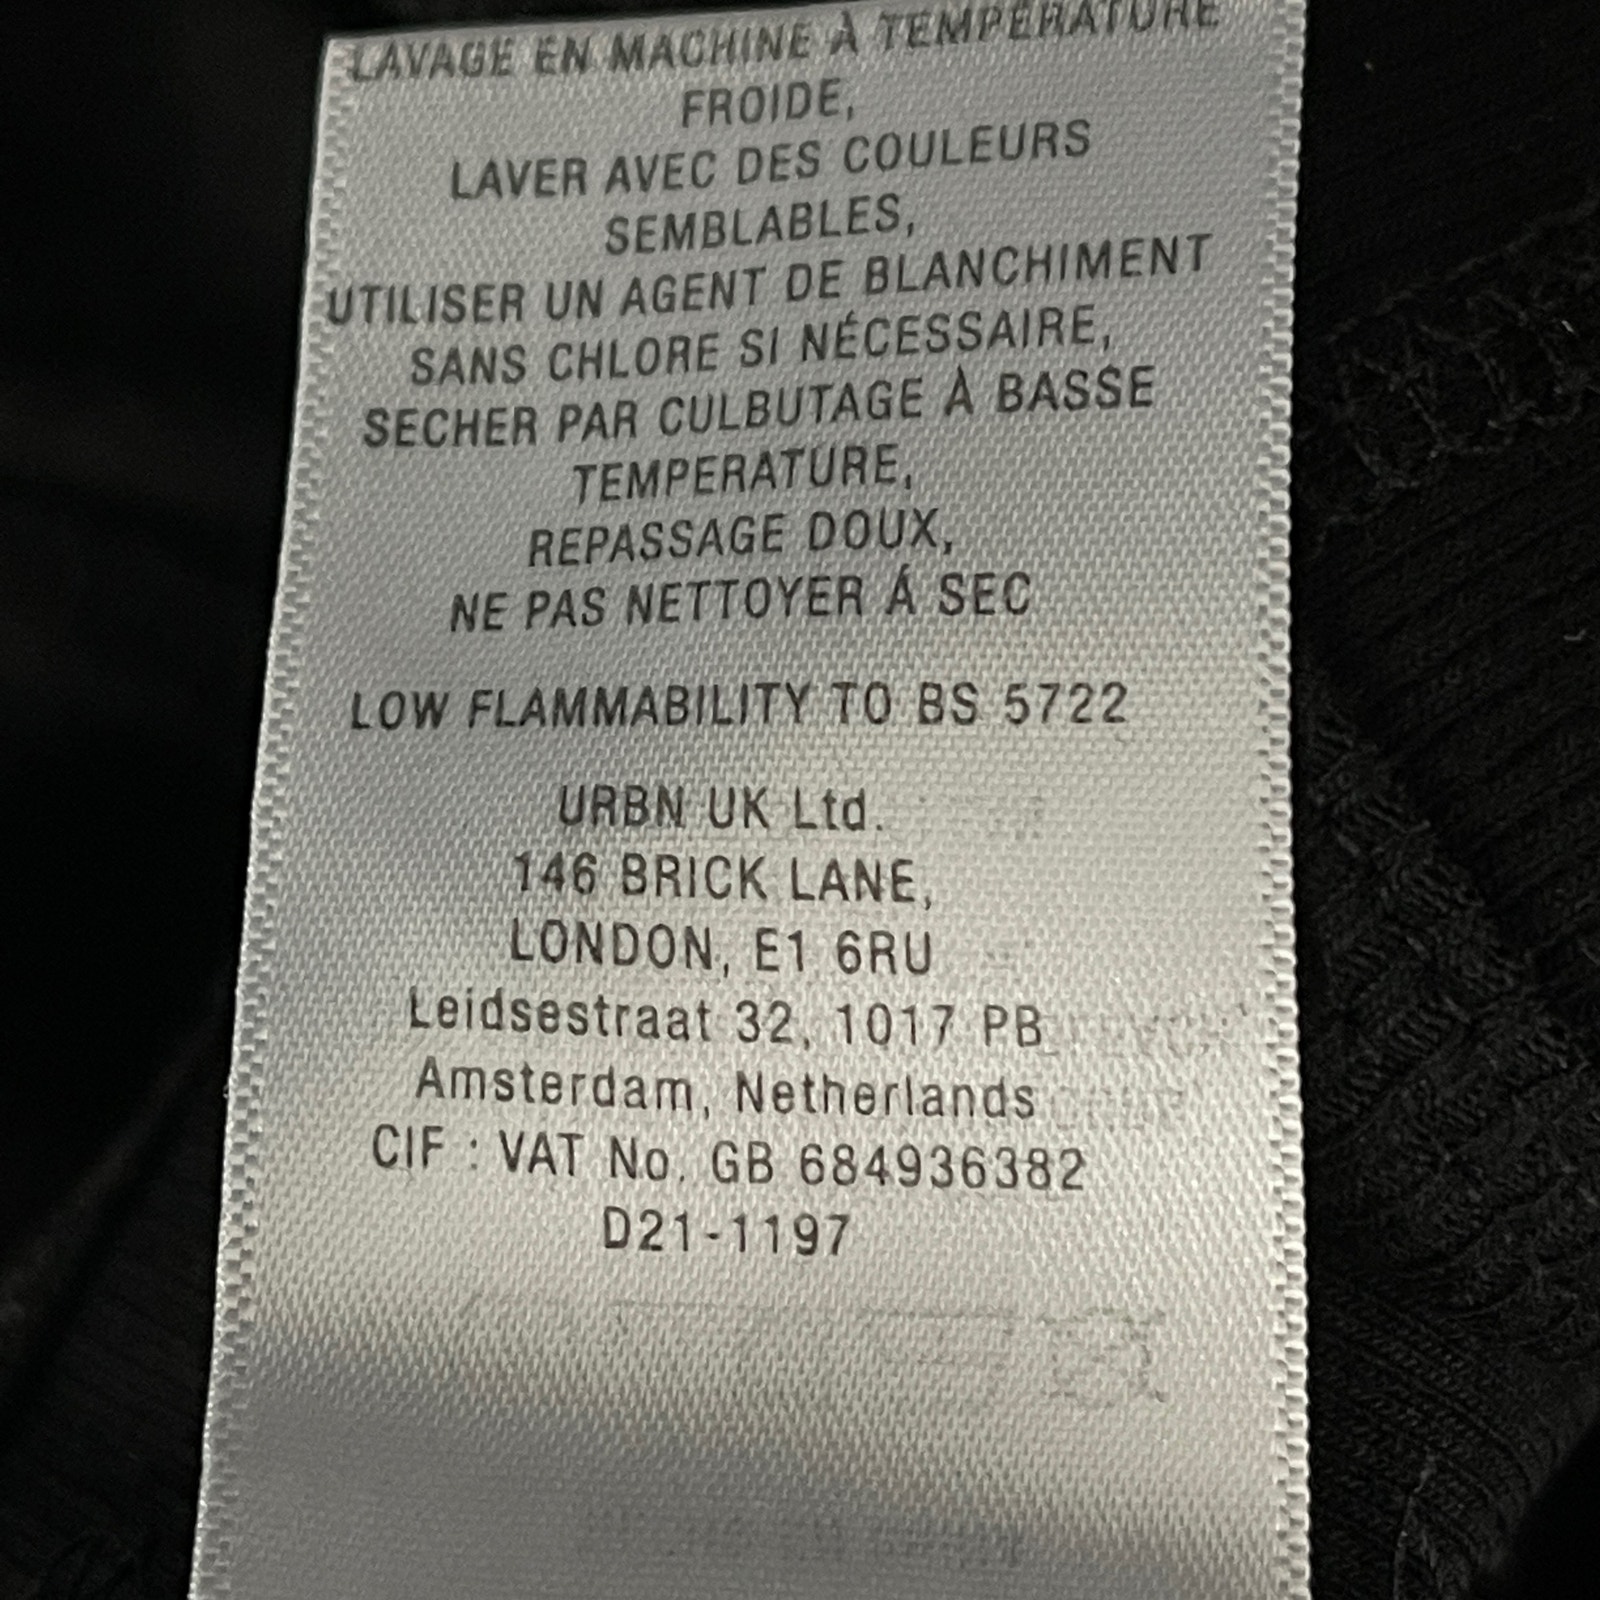 LAVAGE EN MACHINE À TEMPÉRATURE
FROIDE,
LAVER AVEC DES COULEURS
SEMBLABLES,
UTILISER UN AGENT DE BLANCHIMENT
SANS CHLORE SI NÉCESSAIRE,
SECHER PAR CULBUTAGE À BASSE
TEMPERATURE,
REPASSAGE DOUX,
NE PAS NETTOYER Á SEC
LOW FLAMMABILITY TO BS 5722
URBN UK Ltd.
146 BRICK LANE,
LONDON, E1 6RU
Leidsestraat 32, 1017 PB
Amsterdam, Netherlands
CIF : VAT No. GB 684936382
D21-1197